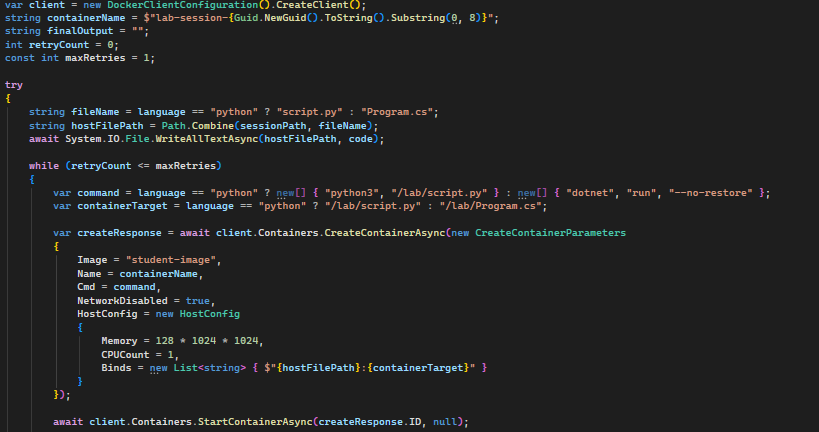 var client = new DockerClientConfiguration().CreateClient();
string containerName = $"lab-session-{Guid.NewGuid().ToString().Substring(0, 8)}";
string finalOutput = "";
int retryCount = 0;
const int maxRetries = 1;
try
{
string fileName = language == "python" ? "script.py" : "Program.cs";
string hostFilePath = Path.Combine(sessionPath, fileName);
await System.IO.File.WriteAllTextAsync(hostFilePath, code);
while (retryCount <= maxRetries)
{
var command = language == "python" ? new[] { "python3", "/lab/script.py" } : new[] { "dotnet", "run", "--no-restore" };
var containerTarget = language == "python" ? "/lab/script.py" : "/lab/Program.cs";
var createResponse = await client.Containers.CreateContainerAsync(new CreateContainerParameters
{
Image = "student-image",
Name = containerName,
Cmd = command,
NetworkDisabled = true,
HostConfig = new HostConfig
{
Memory = 128 * 1024 * 1024,
CPUCount = 1,
Binds = new List<string> { $"{hostFilePath}:{containerTarget}" }
}
});
await client.Containers.StartContainerAsync(createResponse.ID, null);